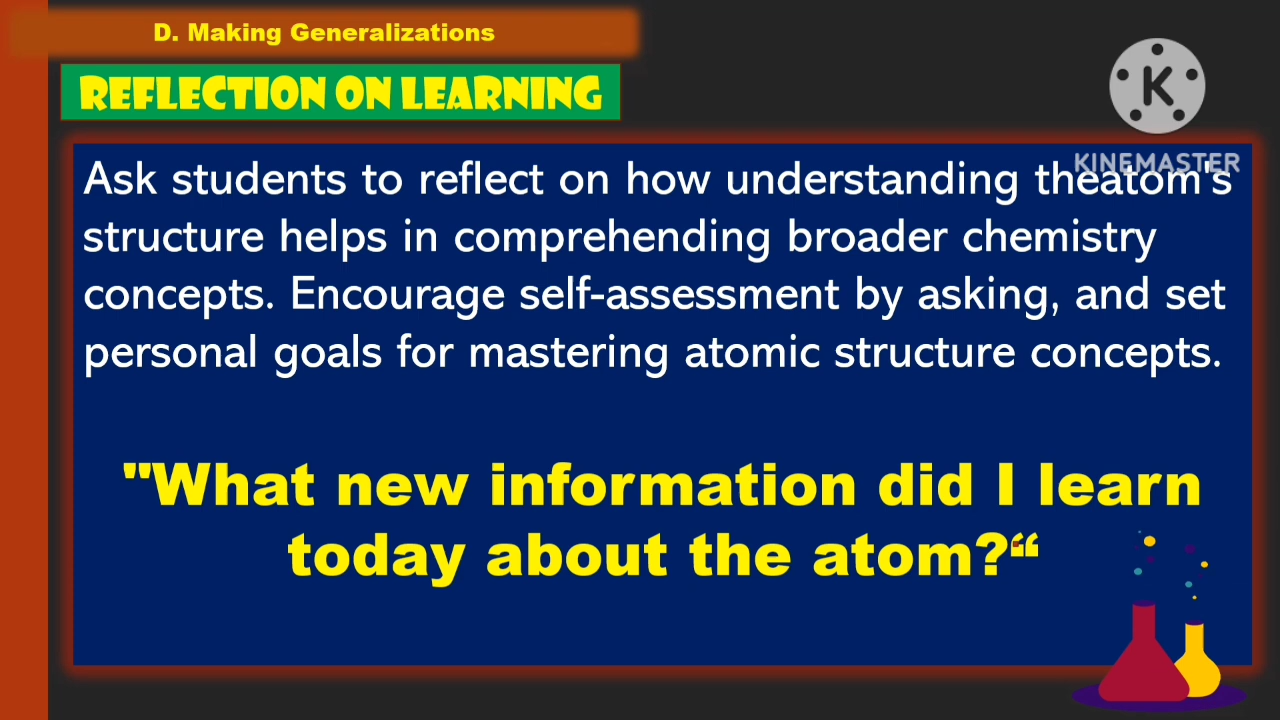 D. Making Generalizations
REFLECTION ON LEARNING
K
KINEMASTER
Ask students to reflect on how understanding theatom's
structure helps in comprehending broader chemistry
concepts. Encourage self-assessment by asking, and set
personal goals for mastering atomic structure concepts.
"What new information did I learn
today about the atom?“